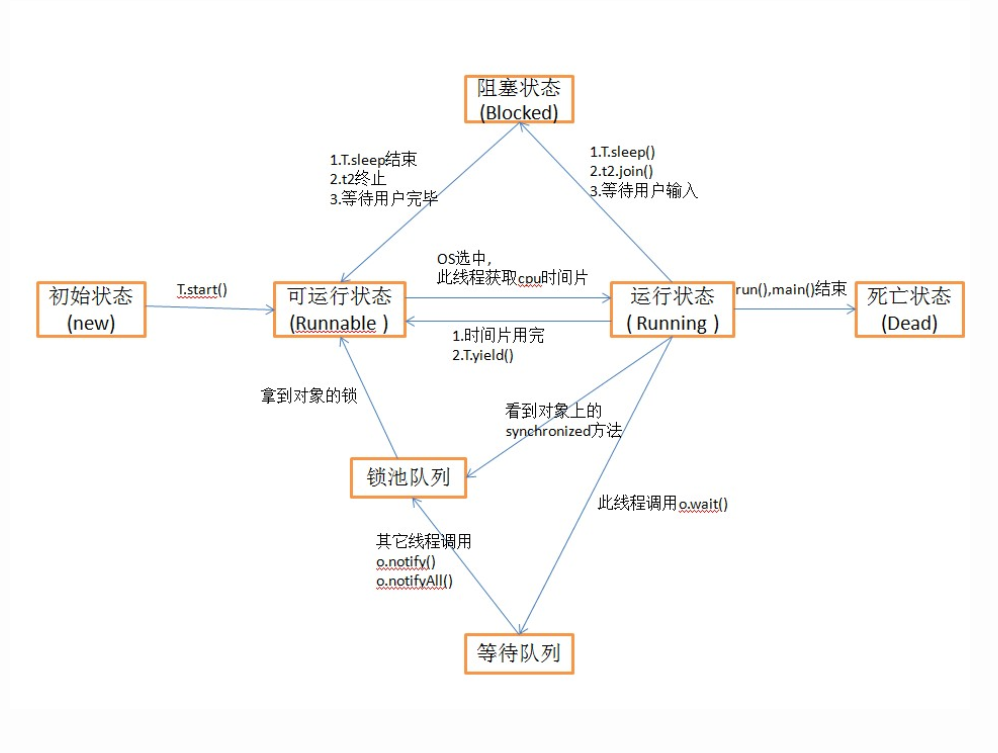 阻塞状态
(Blocked)
1.T.sleep结束
2.t2终止
3.等待用户完毕
1.T.sleep()
2.t2.join()
3.等待用户输入
OS选中，
此线程获取cpu时间片
初始状态
(new)
T.start()
可运行状态
(Runnable )
运行状态
( Running )
run(),main()结束
死亡状态
(Dead)
1.时间片用完
2.T.yield()
拿到对象的锁
看到对象上的
synchronized方法
锁池队列
此线程调用o.wait()
其它线程调用
o.notify()
o.notifyAll()
等待队列